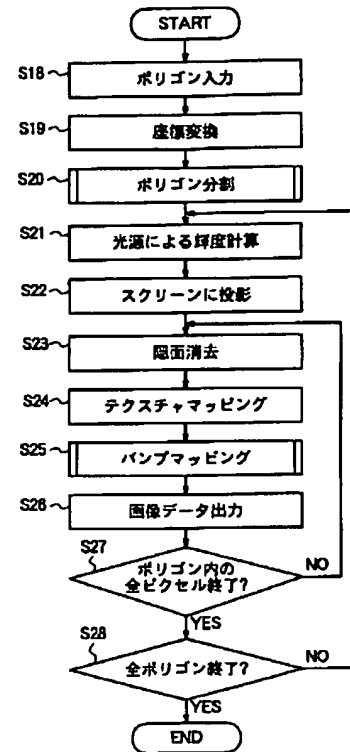 START
S18
ポリゴン入力
S19
座標変換
S20
ポリゴン分割
S21
光源による輝度計算
S22
スクリーンに投影
S23
隠面消去
S24
テクスチャマッピング
S25
バンプマッピング
S26
画像データ出力
S27
ポリゴン内の
全ピクセル終了?
NO
YES
S28
全ポリゴン終了?
NO
YES
END